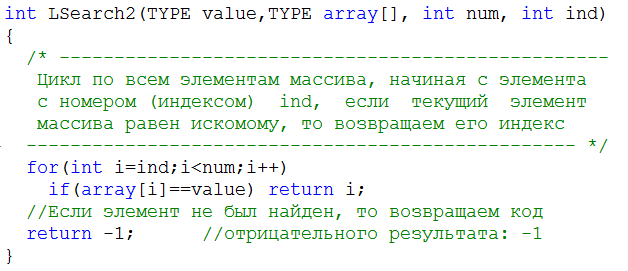 int LSearch2(TYPE value,TYPE array[], int num, int ind)
{
/* --------------------------------------------------
Цикл по всем элементам массива, начиная с элемента
с номером (индексом) ind, если текущий элемент
массива равен искомому, то возвращаем его индекс
--------------------------------------------------- */
for(int i=ind;i<num;i++)
if(array[i]==value) return i;
//Если элемент не был найден, то возвращаем код
return -1; //отрицательного результата: -1
}